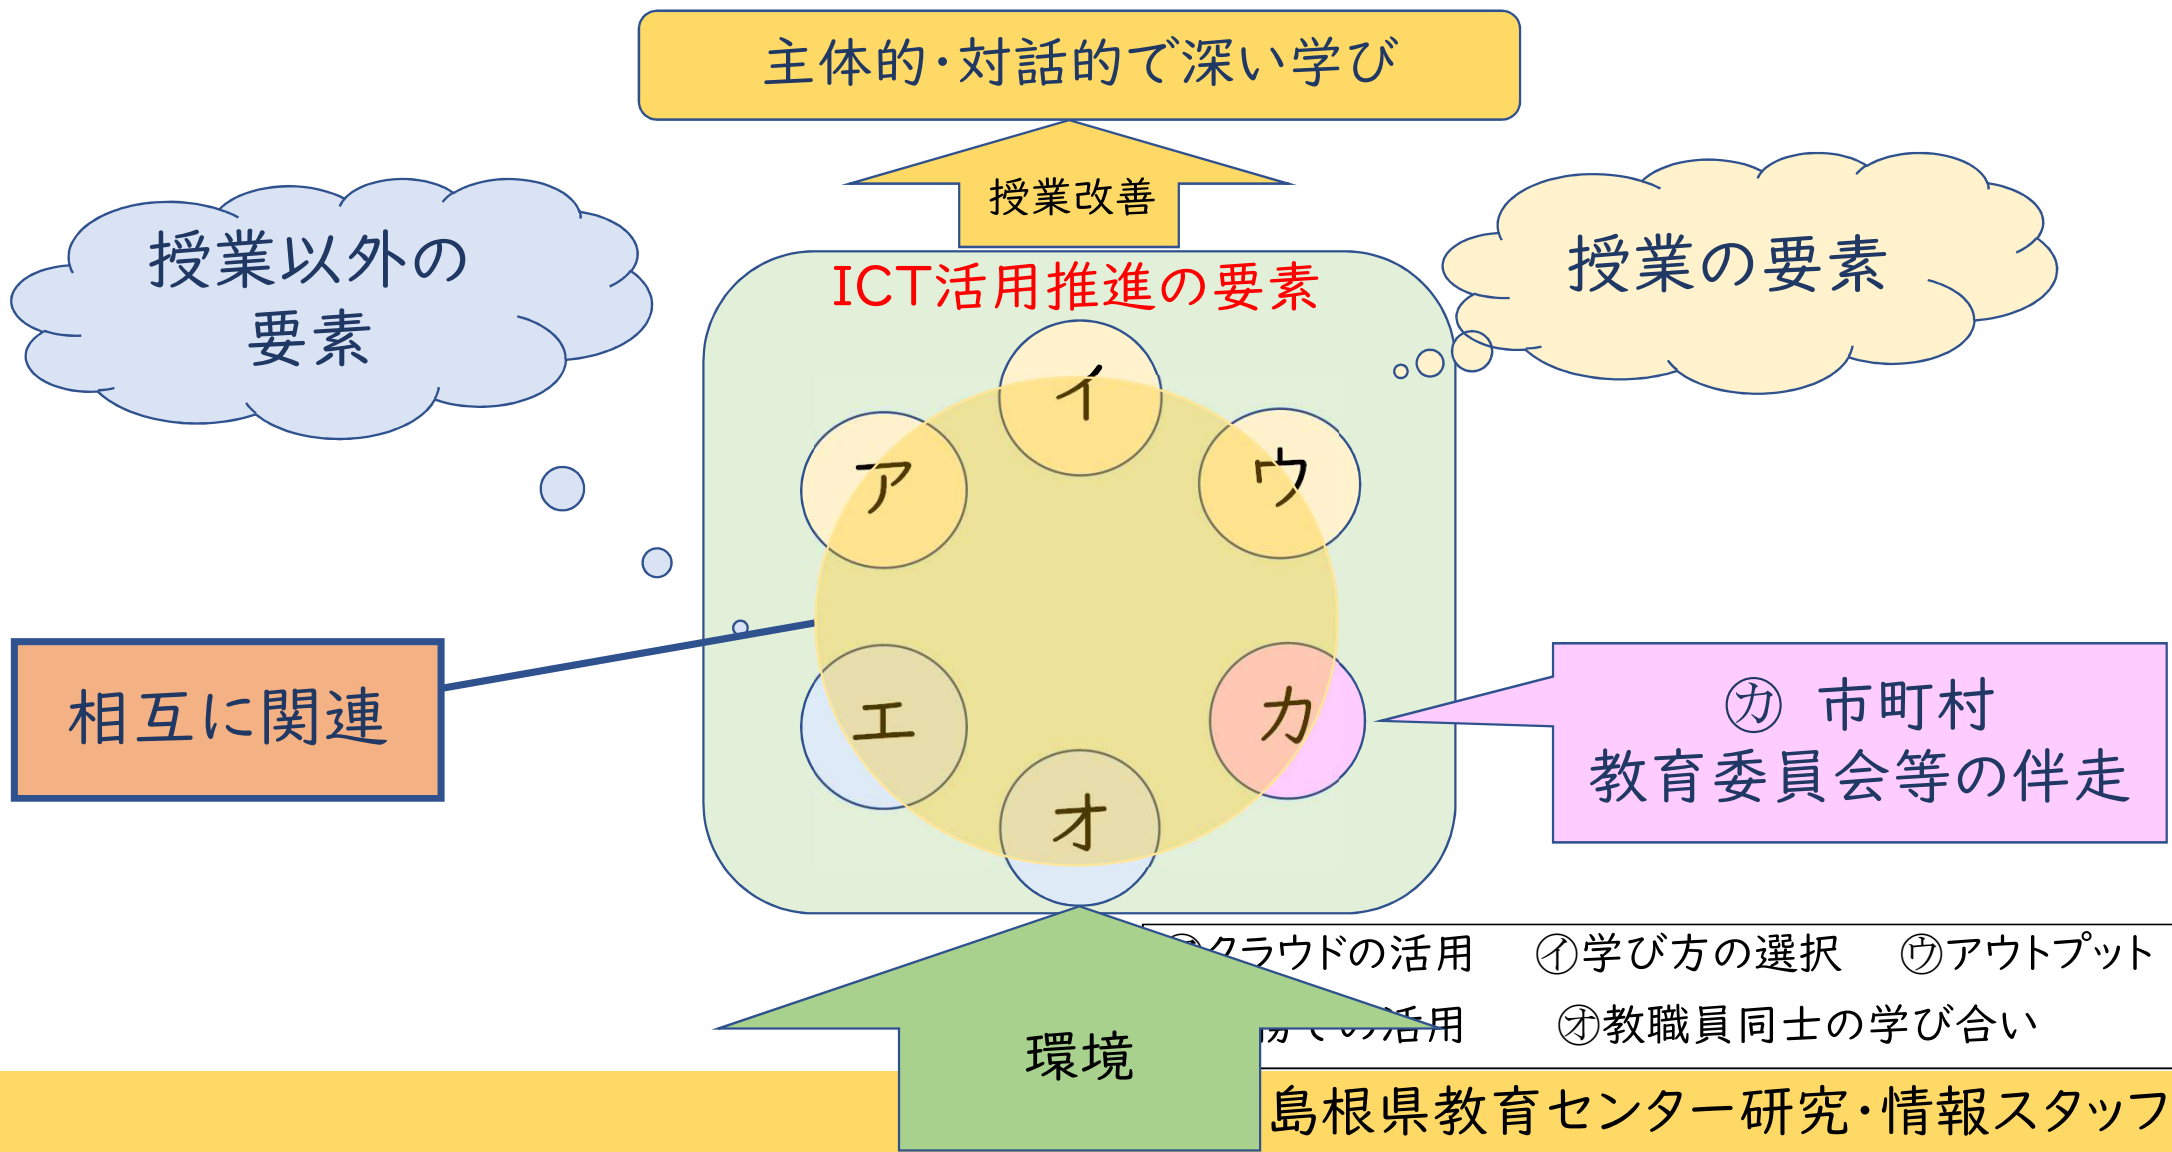 主体的・対話的で深い学び
授業改善
授業以外の
要素
授業の要素
ICT活用推進の要素
イ
ア
ウ
エ
カ
オ
相互に関連
㋕ 市町村
教育委員会等の伴走
クラウドの活用 ㋑学び方の選択 ㋒アウトプット
の活用 ㋔教職員同士の学び合い
環境
島根県教育センター研究・情報スタッフ